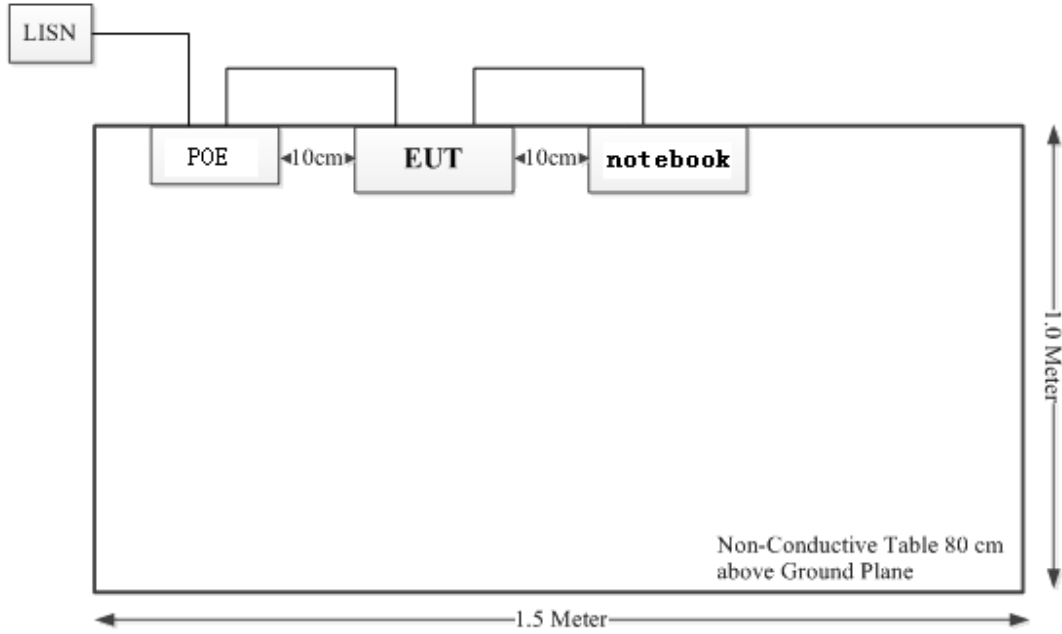 LISN
POE
10cm
EUT
10cm
notebook
1.0 Meter
Non-Conductive Table 80 cm
above Ground Plane
1.5 Meter